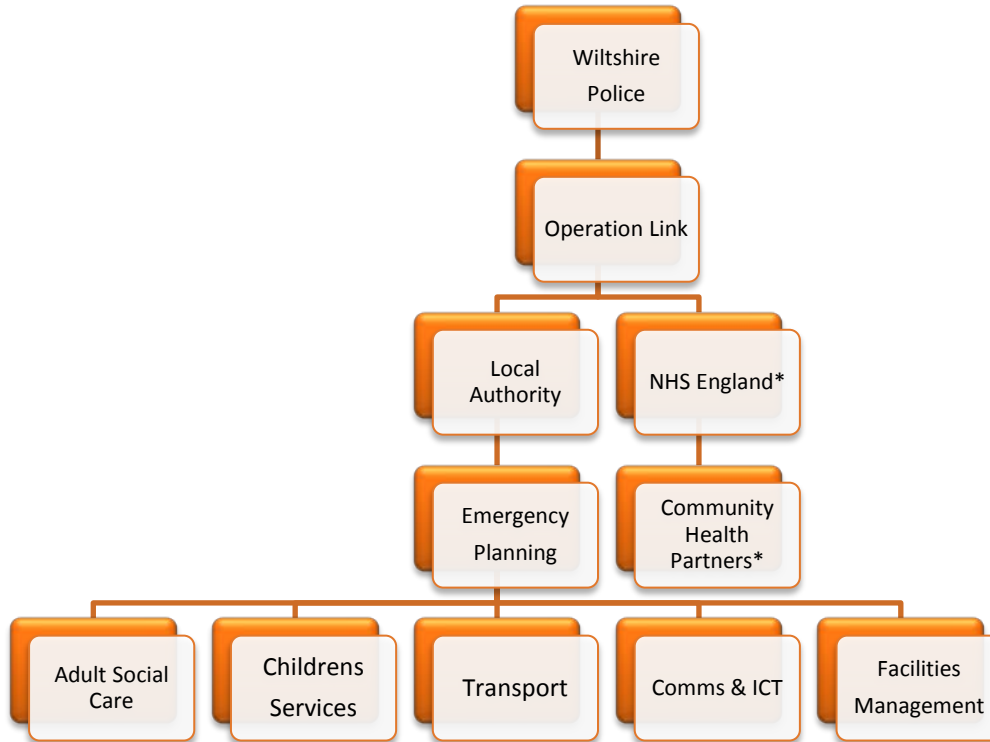 Wiltshire
Police
Operation Link
Local
Authority
NHS England*
Emergency
Planning
Community
Health
Partners*
Adult Social
Care
Childrens
Services
Transport
Comms & ICT
Facilities
Management